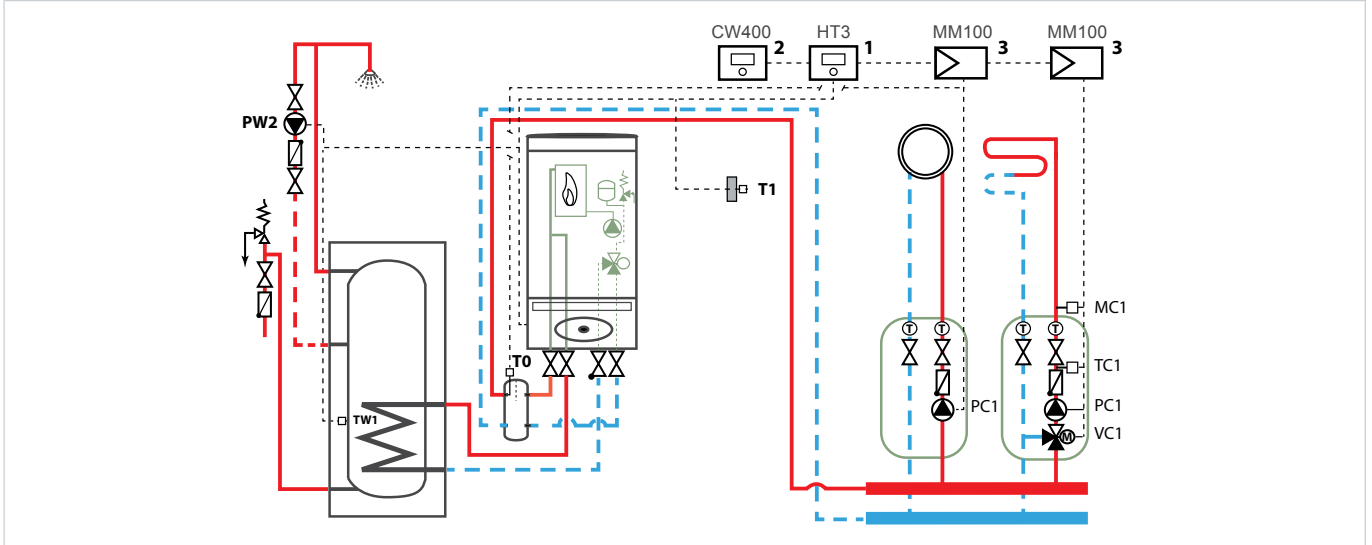 CW400 HT3 MM100 MM100
2 1 3 3
PW2
T1
T T T T
MC1
T0
TC1
PC1 PC1
TW1
M VC1